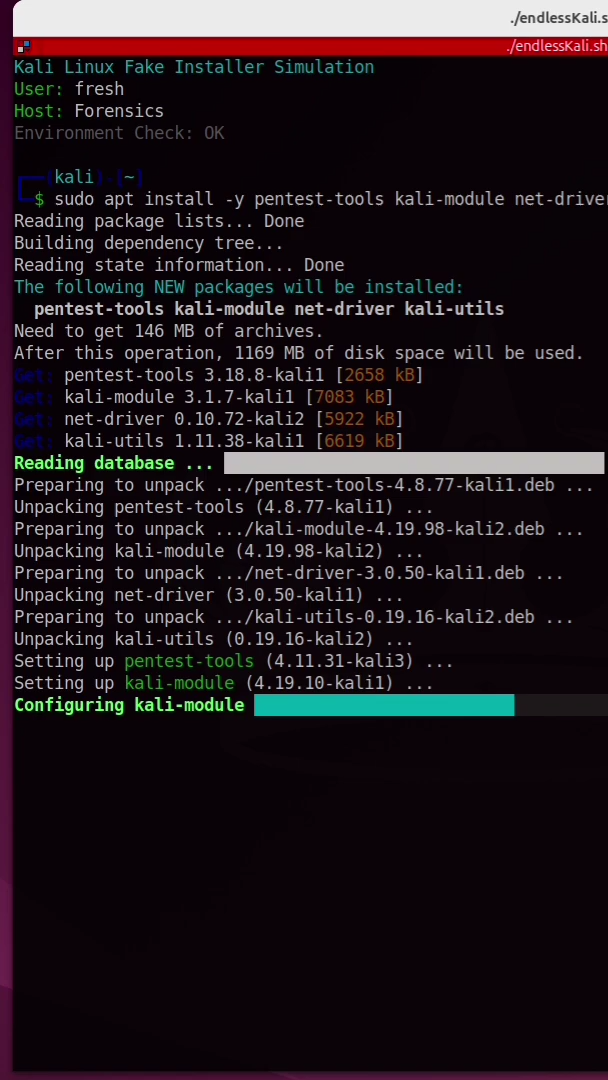 ./endlessKali.s
./endlessKali.sh
Kali Linux Fake Installer Simulation
User: fresh
Host: Forensics
Environment Check: OK
┌──(kali)-[~]
└─$ sudo apt install -y pentest-tools kali-module net-driver
Reading package lists... Done
Building dependency tree...
Reading state information... Done
The following NEW packages will be installed:
pentest-tools kali-module net-driver kali-utils
Need to get 146 MB of archives.
After this operation, 1169 MB of disk space will be used.
Get: pentest-tools 3.18.8-kali1 [2658 kB]
Get: kali-module 3.1.7-kali1 [7083 kB]
Get: net-driver 0.10.72-kali2 [5922 kB]
Get: kali-utils 1.11.38-kali1 [6619 kB]
Reading database ...
Preparing to unpack .../pentest-tools-4.8.77-kali1.deb ...
Unpacking pentest-tools (4.8.77-kali1) ...
Preparing to unpack .../kali-module-4.19.98-kali2.deb ...
Unpacking kali-module (4.19.98-kali2) ...
Preparing to unpack .../net-driver-3.0.50-kali1.deb ...
Unpacking net-driver (3.0.50-kali1) ...
Preparing to unpack .../kali-utils-0.19.16-kali2.deb ...
Unpacking kali-utils (0.19.16-kali2) ...
Setting up pentest-tools (4.11.31-kali3) ...
Setting up kali-module (4.19.10-kali1) ...
Configuring kali-module